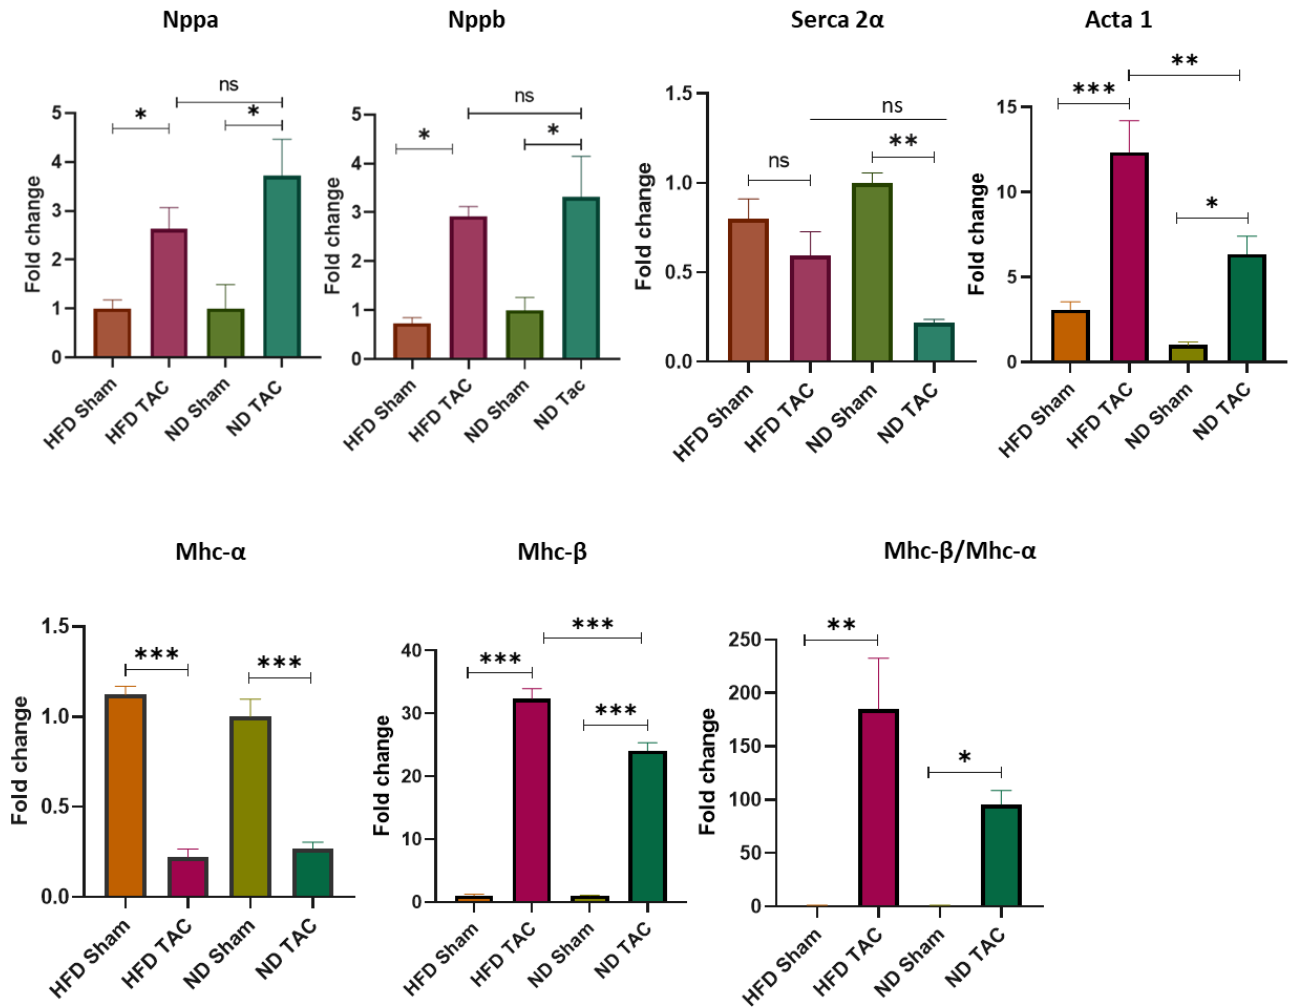 Nppa
ns
*
*
Fold change
5
4
3
2
1
0
HFD Sham
HFD TAC
ND Sham
ND TAC
Nppb
ns
*
*
Fold change
5
4
3
2
1
0
HFD Sham
HFD TAC
ND Sham
ND Tac
Serca 2α
ns
**
ns
Fold change
1.5
1.0
0.5
0.0
HFD Sham
HFD TAC
ND Sham
ND TAC
Acta 1
**
***
*
Fold change
15
10
5
0
HFD Sham
HFD TAC
ND Sham
ND TAC
Mhc-α
***
***
Fold change
1.5
1.0
0.5
0.0
HFD Sham
HFD TAC
ND Sham
ND TAC
Mhc-β
***
***
***
Fold change
40
30
20
10
0
HFD Sham
HFD TAC
ND Sham
ND TAC
Mhc-β/Mhc-α
**
*
Fold change
250
200
150
100
50
0
HFD Sham
HFD TAC
ND Sham
ND TAC